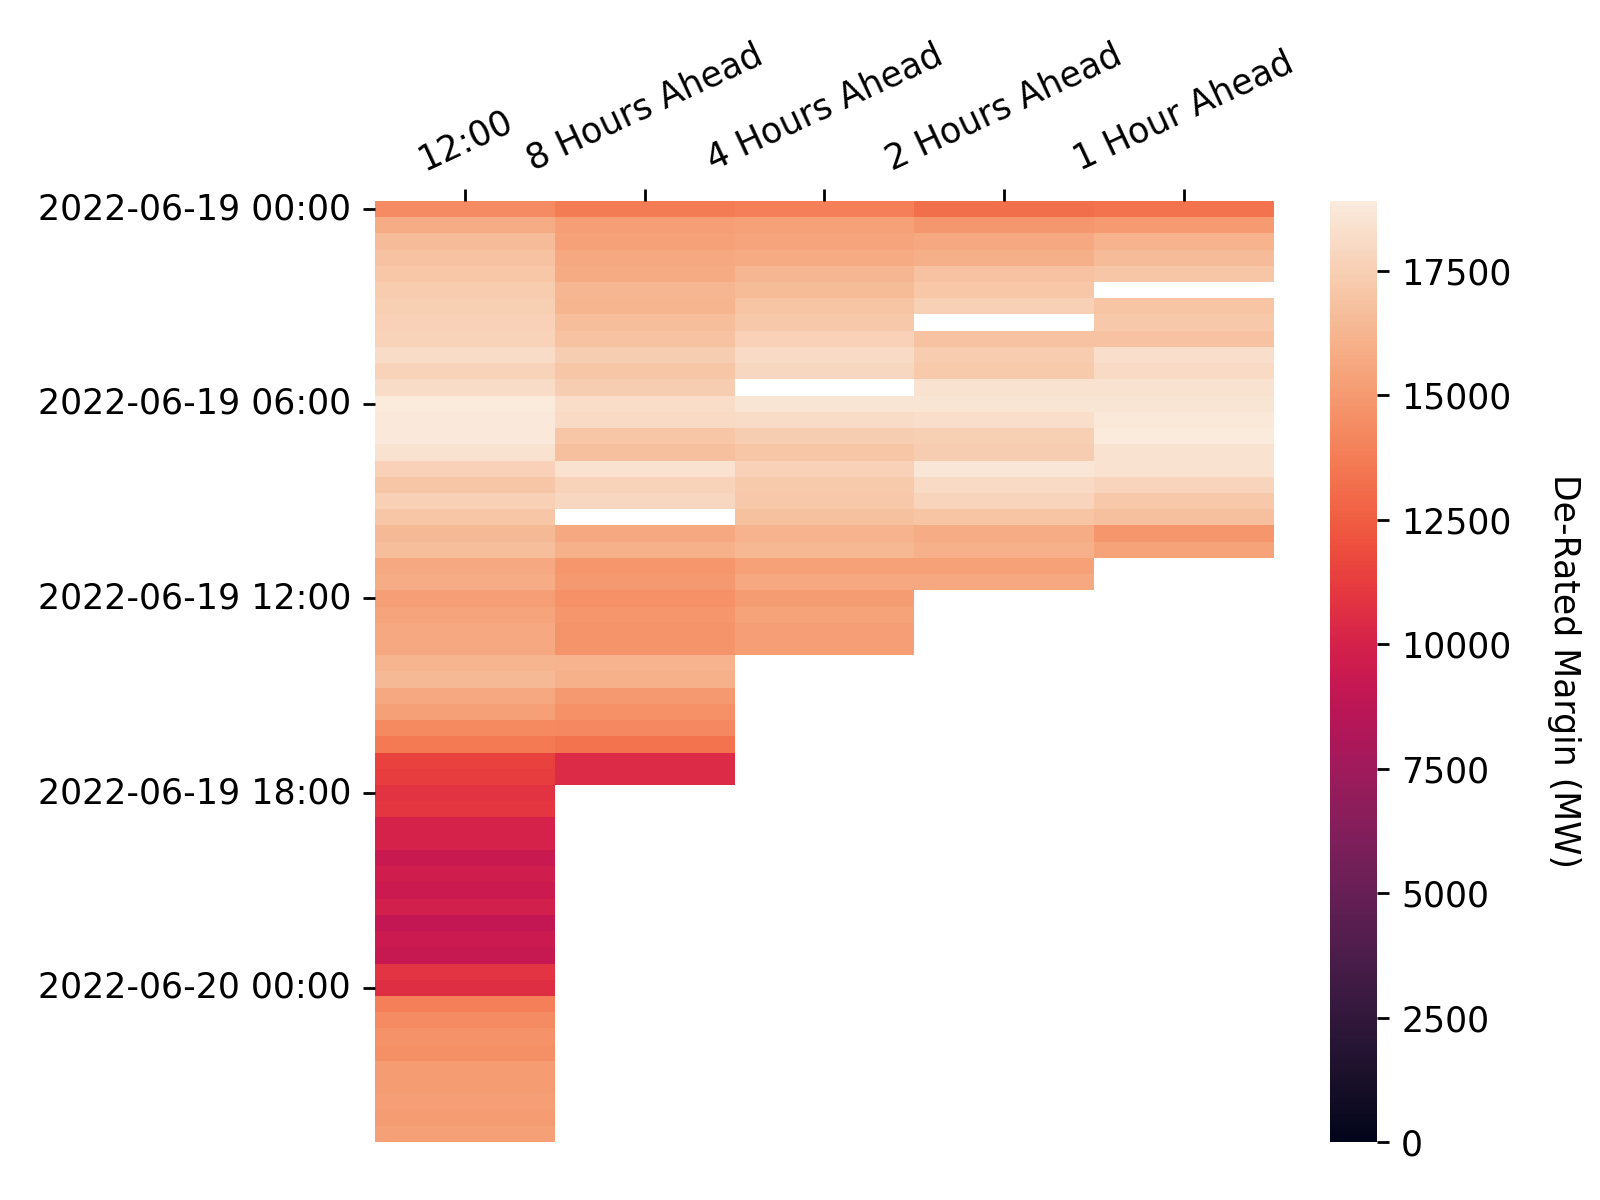 12:00
8 Hours Ahead
4 Hours Ahead
2 Hours Ahead
1 Hour Ahead
2022-06-19 00:00
2022-06-19 06:00
2022-06-19 12:00
2022-06-19 18:00
2022-06-20 00:00
17500
15000
12500
10000
7500
5000
2500
0
De-Rated Margin (MW)